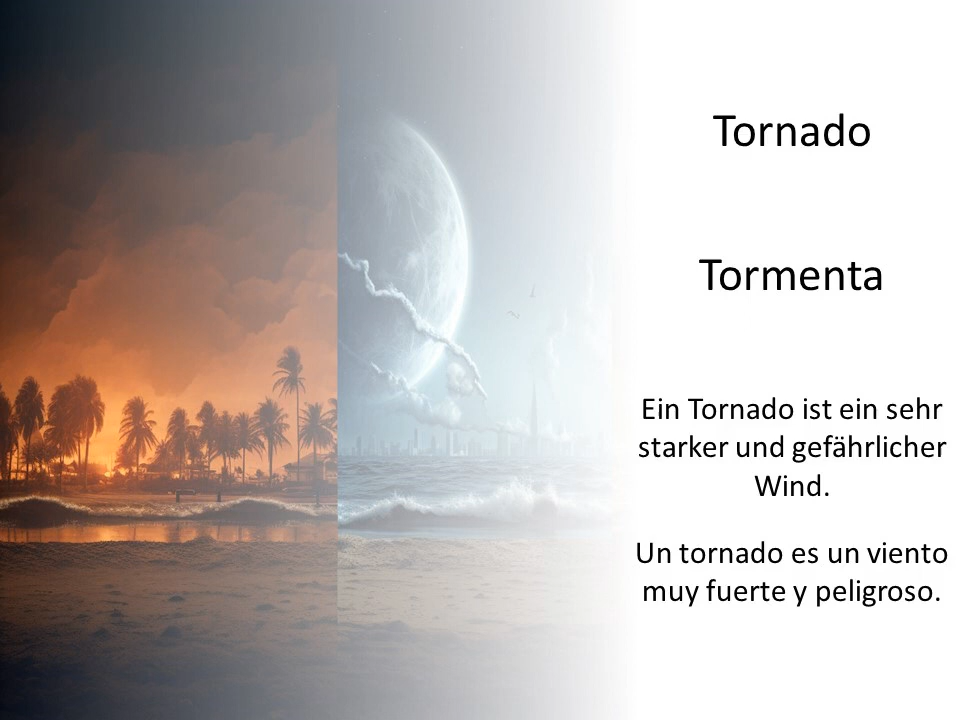 Tornado
Tormenta
Ein Tornado ist ein sehr
starker und gefährlicher
Wind.
Un tornado es un viento
muy fuerte y peligroso.